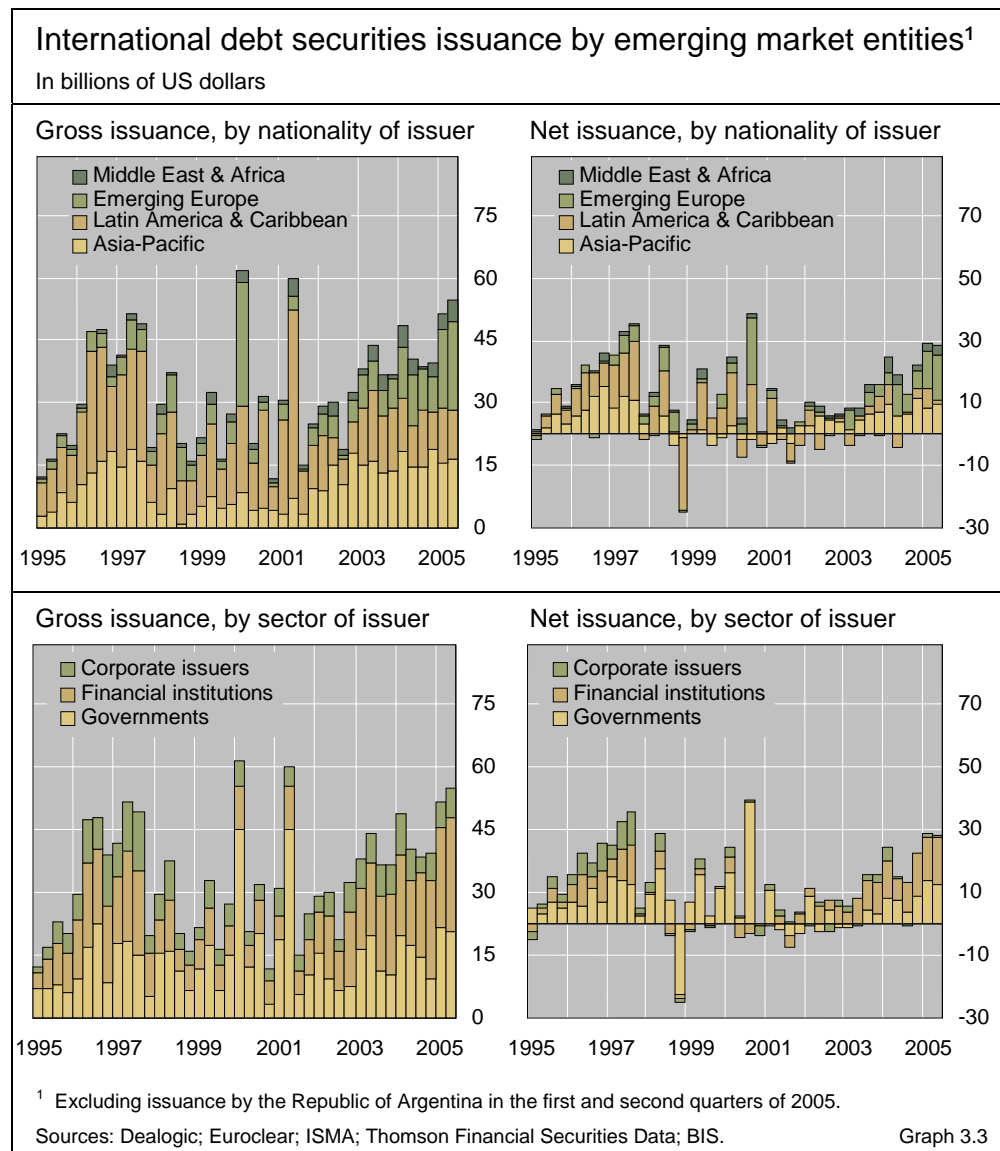 International debt securities issuance by emerging market entities¹
In billions of US dollars
Gross issuance, by nationality of issuer
Middle East & Africa
Emerging Europe
Latin America & Caribbean
Asia-Pacific
75
60
45
30
15
0
1995 1997 1999 2001 2003 2005
Net issuance, by nationality of issuer
Middle East & Africa
Emerging Europe
Latin America & Caribbean
Asia-Pacific
70
50
30
10
-10
-30
1995 1997 1999 2001 2003 2005
Gross issuance, by sector of issuer
Corporate issuers
Financial institutions
Governments
75
60
45
30
15
0
1995 1997 1999 2001 2003 2005
Net issuance, by sector of issuer
Corporate issuers
Financial institutions
Governments
70
50
30
10
-10
-30
1995 1997 1999 2001 2003 2005
¹ Excluding issuance by the Republic of Argentina in the first and second quarters of 2005.
Sources: Dealogic; Euroclear; ISMA; Thomson Financial Securities Data; BIS. Graph 3.3